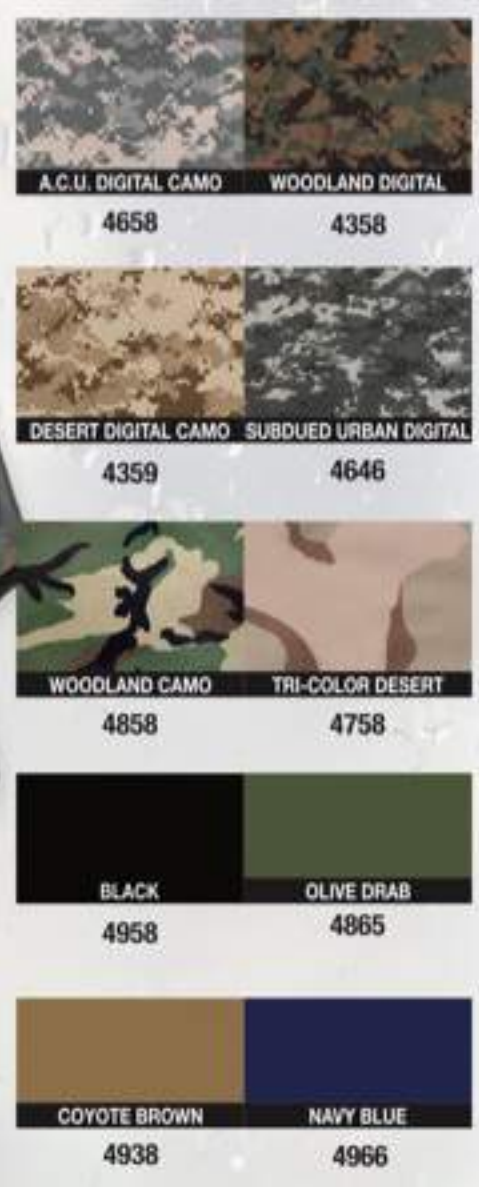 A.C.U. DIGITAL CAMO WOODLAND DIGITAL
4658 4358
DESERT DIGITAL CAMO SUBDUED URBAN DIGITAL
4359 4646
WOODLAND CAMO TRI-COLOR DESERT
4858 4758
BLACK OLIVE DRAB
4958 4865
COYOTE BROWN NAVY BLUE
4938 4966